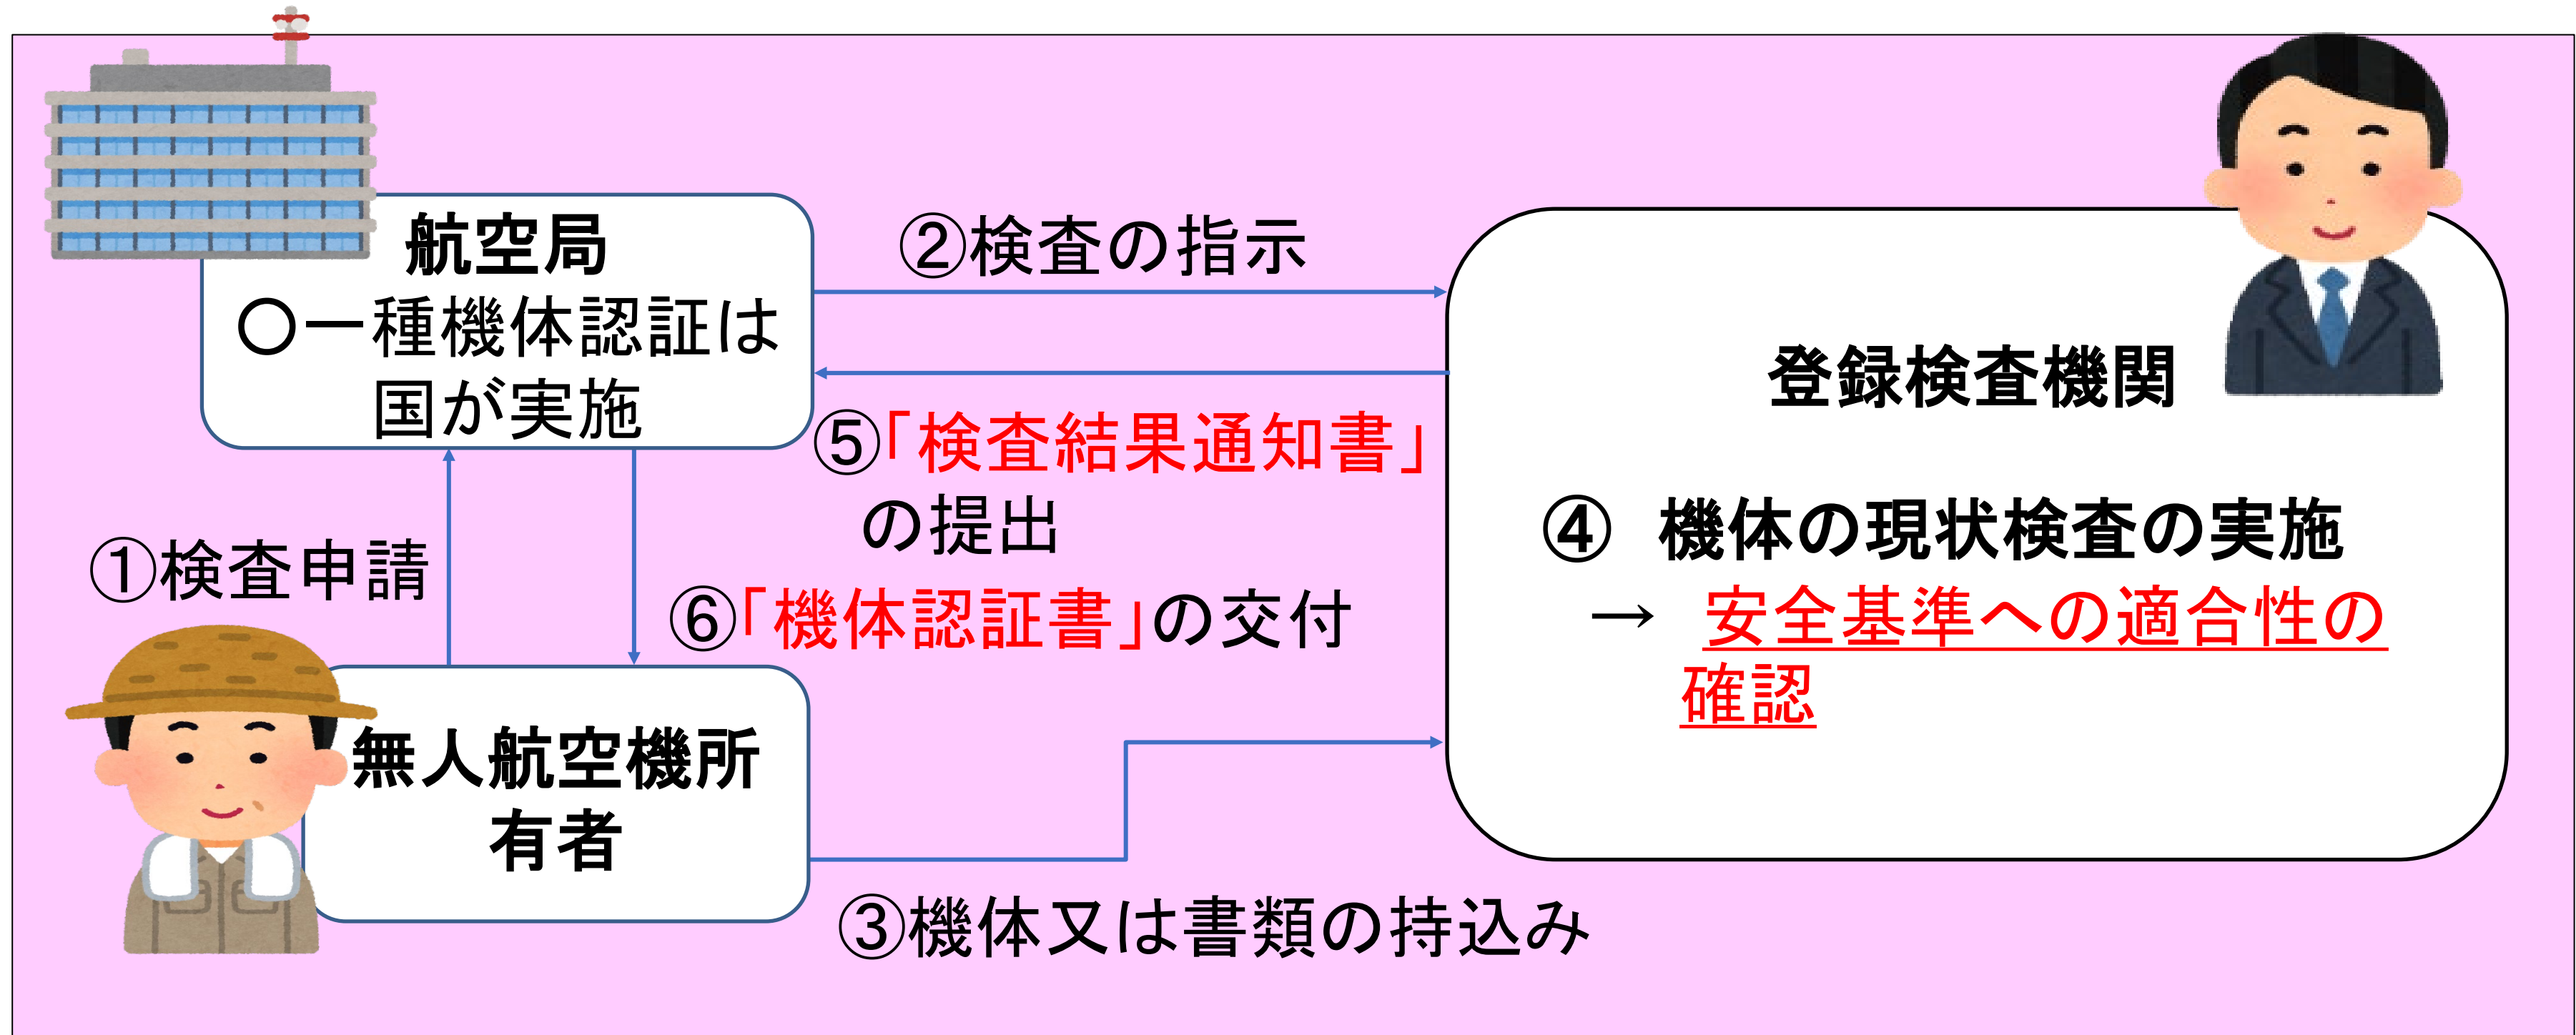 航空局
〇一種機体認証は
国が実施
②検査の指示
登録検査機関
⑤「検査結果通知書」
の提出
④　機体の現状検査の実施
→　安全基準への適合性の
確認
①検査申請
⑥「機体認証書」の交付
無人航空機所
有者
③機体又は書類の持込み